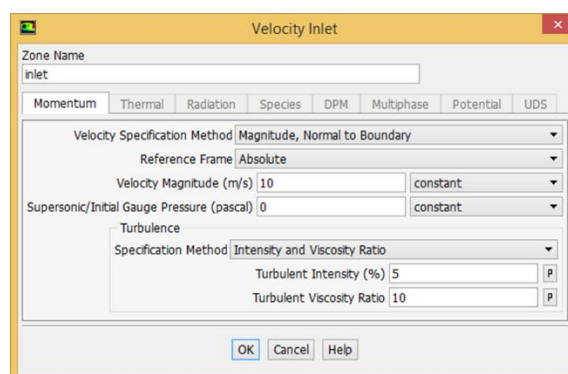 Velocity Inlet
Zone Name
inlet
Momentum Thermal Radiation Species DPM Multiphase Potential UDS
Velocity Specification Method Magnitude, Normal to Boundary
Reference Frame Absolute
Velocity Magnitude (m/s) 10 constant
Supersonic/Initial Gauge Pressure (pascal) 0 constant
Turbulence
Specification Method Intensity and Viscosity Ratio
Turbulent Intensity (%) 5 P
Turbulent Viscosity Ratio 10 P
OK Cancel Help